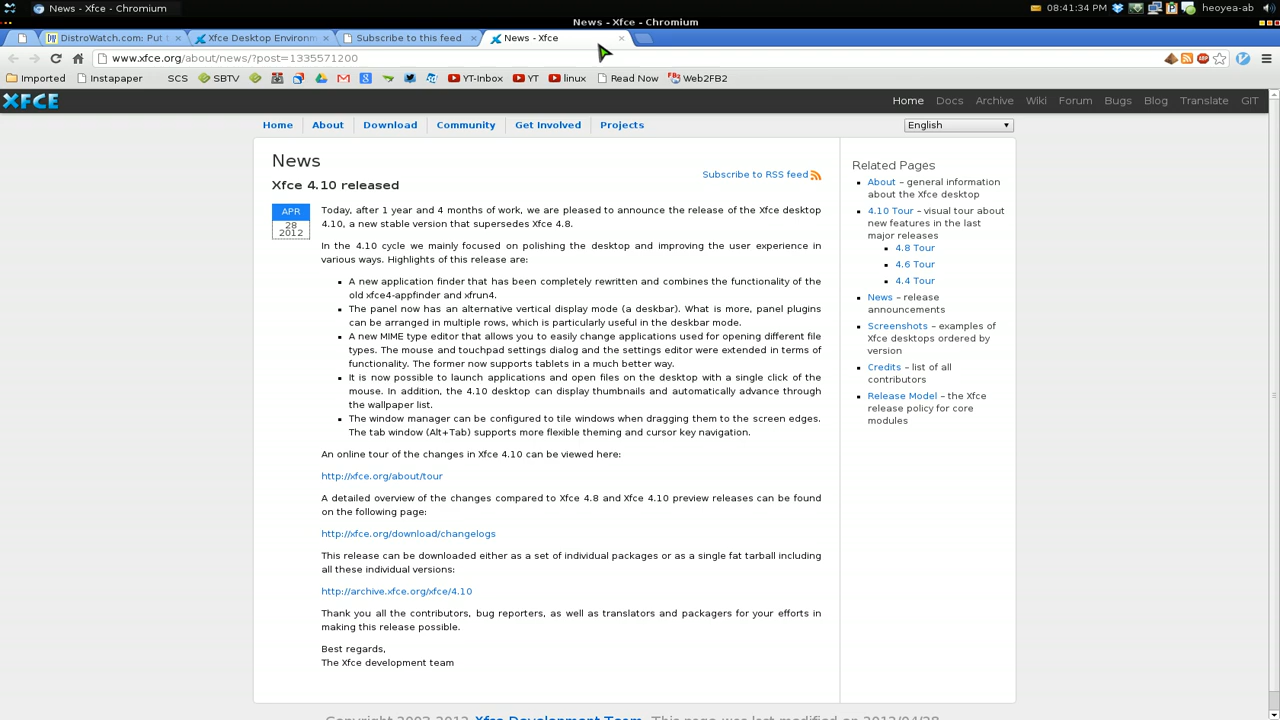 News - Xfce - Chromium
08:41:34 PM
heoyea-ab
News - Xfce - Chromium
DistroWatch.com: Put t
Xfce Desktop Environm
Subscribe to this feed
News - Xfce
www.xfce.org/about/news/?post=1335571200
Imported
Instapaper
SCS
SBTV
YT-Inbox
YT
linux
Read Now
Web2FB2
XFCE
Home
Docs
Archive
Wiki
Forum
Bugs
Blog
Translate
GIT
Home
About
Download
Community
Get Involved
Projects
English
News
Subscribe to RSS feed
Xfce 4.10 released
APR
28
2012
Today, after 1 year and 4 months of work, we are pleased to announce the release of the Xfce desktop
4.10, a new stable version that supersedes Xfce 4.8.
In the 4.10 cycle we mainly focused on polishing the desktop and improving the user experience in
various ways. Highlights of this release are:
A new application finder that has been completely rewritten and combines the functionality of the
old xfce4-appfinder and xfrun4.
The panel now has an alternative vertical display mode (a deskbar). What is more, panel plugins
can be arranged in multiple rows, which is particularly useful in the deskbar mode.
A new MIME type editor that allows you to easily change applications used for opening different file
types. The mouse and touchpad settings dialog and the settings editor were extended in terms of
functionality. The former now supports tablets in a much better way.
It is now possible to launch applications and open files on the desktop with a single click of the
mouse. In addition, the 4.10 desktop can display thumbnails and automatically advance through
the wallpaper list.
The window manager can be configured to tile windows when dragging them to the screen edges.
The tab window (Alt+Tab) supports more flexible theming and cursor key navigation.
An online tour of the changes in Xfce 4.10 can be viewed here:
http://xfce.org/about/tour
A detailed overview of the changes compared to Xfce 4.8 and Xfce 4.10 preview releases can be found
on the following page:
http://xfce.org/download/changelogs
This release can be downloaded either as a set of individual packages or as a single fat tarball including
all these individual versions:
http://archive.xfce.org/xfce/4.10
Thank you all the contributors, bug reporters, as well as translators and packagers for your efforts in
making this release possible.
Best regards,
The Xfce development team
Related Pages
About – general information
about the Xfce desktop
4.10 Tour – visual tour about
new features in the last
major releases
4.8 Tour
4.6 Tour
4.4 Tour
News – release
announcements
Screenshots – examples of
Xfce desktops ordered by
version
Credits – list of all
contributors
Release Model – the Xfce
release policy for core
modules
Copyright 2003-2012 Xfce Development Team. This page was last modified on 2012/04/28